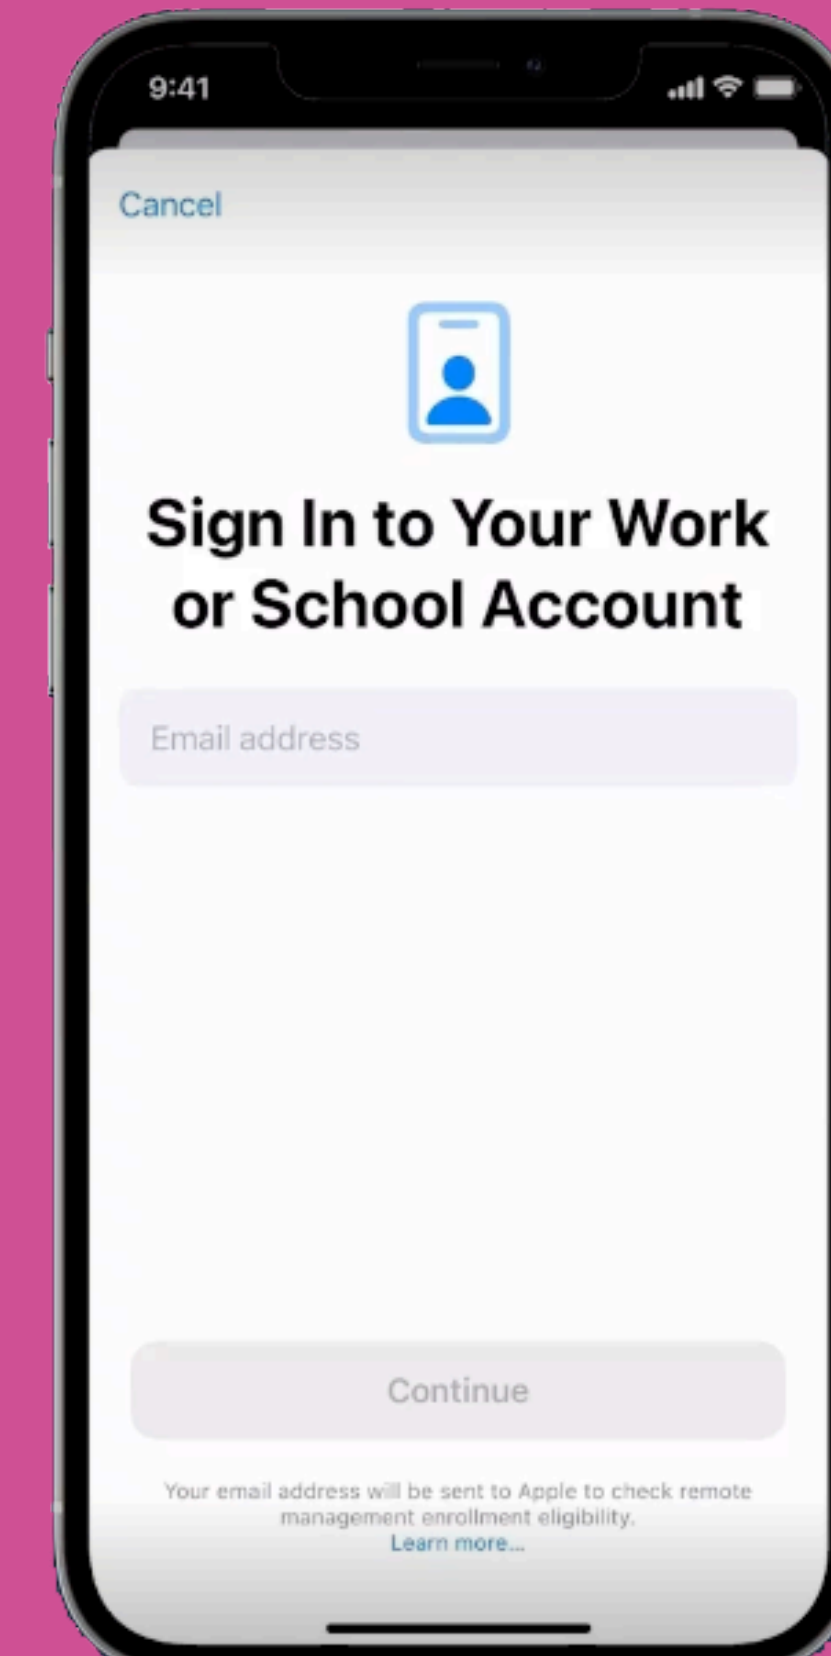 9:41
Cancel
Sign In to Your Work
or School Account
Email address
Continue
Your email address will be sent to Apple to check remote
management enrollment eligibility.
Learn more...